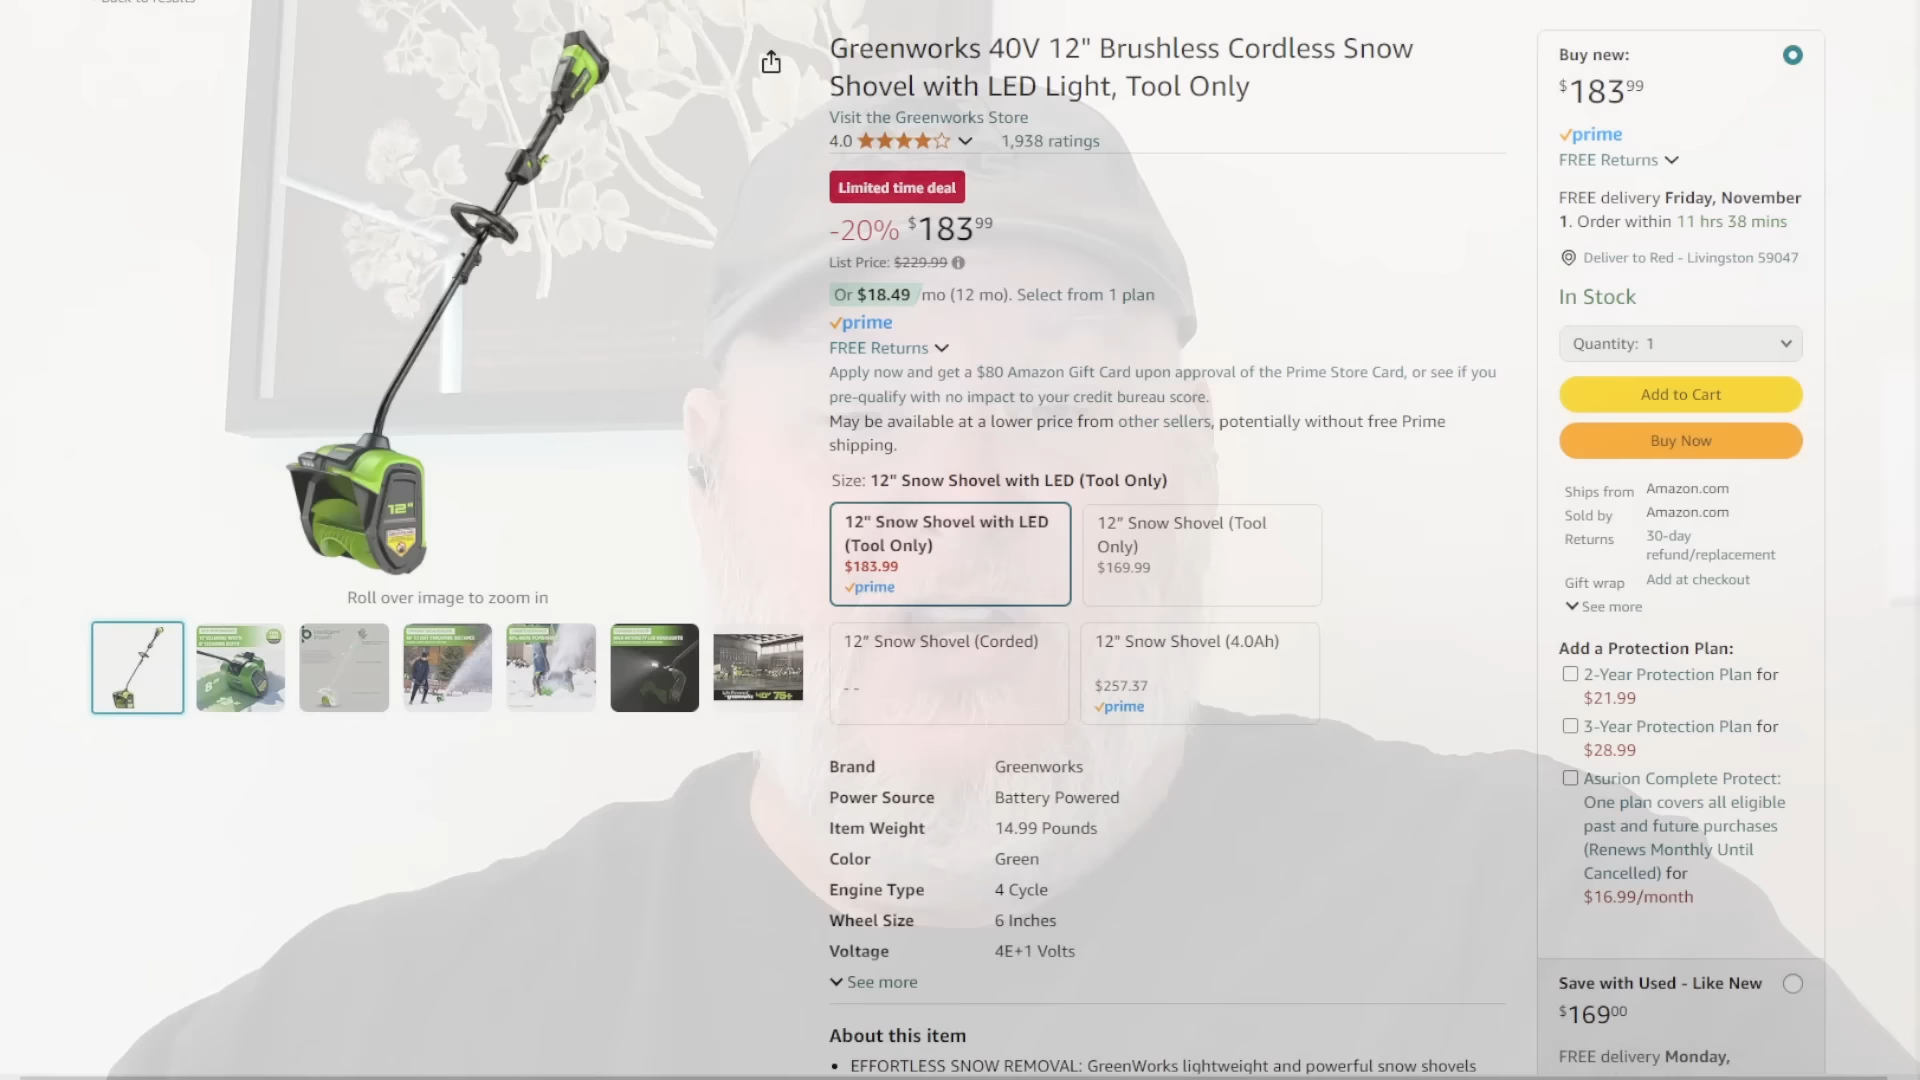 Back to results
Greenworks 40V 12" Brushless Cordless Snow
Shovel with LED Light, Tool Only
Visit the Greenworks Store
4.0 1,938 ratings
Limited time deal
-20% $183 99
List Price: $229.99
Or $18.49 /mo (12 mo). Select from 1 plan
prime
FREE Returns
Apply now and get a $80 Amazon Gift Card upon approval of the Prime Store Card, or see if you
pre-qualify with no impact to your credit bureau score.
May be available at a lower price from other sellers, potentially without free Prime
shipping.
Size: 12" Snow Shovel with LED (Tool Only)
12" Snow Shovel with LED
(Tool Only)
$183.99
prime
12" Snow Shovel (Tool
Only)
$169.99
12" Snow Shovel (Corded)
--
12" Snow Shovel (4.0Ah)
$257.37
prime
12"
Roll over image to zoom in
8"
Brand Greenworks
Power Source Battery Powered
Item Weight 14.99 Pounds
Color Green
Engine Type 4 Cycle
Wheel Size 6 Inches
Voltage 4E+1 Volts
See more
About this item
• EFFORTLESS SNOW REMOVAL: GreenWorks lightweight and powerful snow shovels
Buy new:
$183 99
prime
FREE Returns
FREE delivery Friday, November
1. Order within 11 hrs 38 mins
Deliver to Red - Livingston 59047
In Stock
Quantity: 1
Add to Cart
Buy Now
Ships from Amazon.com
Sold by Amazon.com
Returns 30-day
refund/replacement
Gift wrap Add at checkout
See more
Add a Protection Plan:
2-Year Protection Plan for
$21.99
3-Year Protection Plan for
$28.99
Asurion Complete Protect:
One plan covers all eligible
past and future purchases
(Renews Monthly Until
Cancelled) for
$16.99/month
Save with Used - Like New
$169 00
FREE delivery Monday,